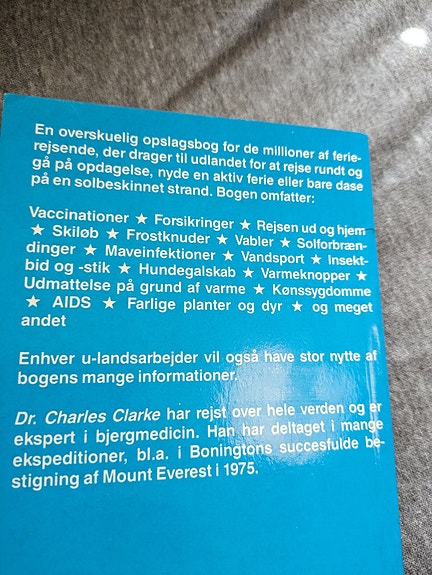 En overskuelig opslagsbog for de millioner af ferie-
rejsende, der drager til udlandet for at rejse rundt og
gå på opdagelse, nyde en aktiv ferie eller bare dase
på en solbeskinnet strand. Bogen omfatter:
Vaccinationer ★ Forsikringer ★ Rejsen ud og hjem
★ Skiløb ★ Frostknuder ★ Vabler ★ Solforbræn-
dinger ★ Maveinfektioner ★ Vandsport ★ Insekt-
bid og -stik ★ Hundegalskab ★ Varmeknopper ★
Udmattelse på grund af varme ★ Kønssygdomme
★ AIDS ★ Farlige planter og dyr ★ og meget
andet
Enhver u-landsarbejder vil også have stor nytte af
bogens mange informationer.
Dr. Charles Clarke har rejst over hele verden og er
ekspert i bjergmedicin. Han har deltaget i mange
ekspeditioner, bl.a. i Boningtons succesfulde be-
stigning af Mount Everest i 1975.